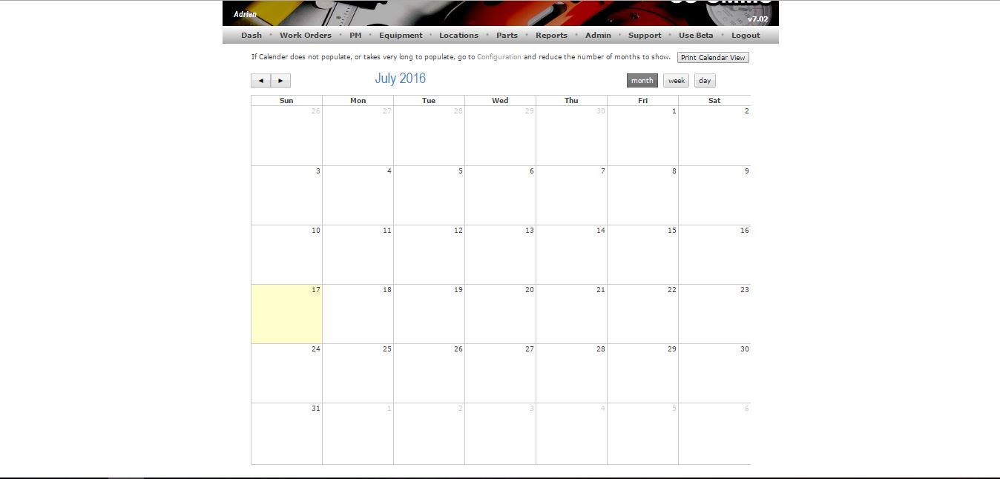 Adrian
v7.02
Dash • Work Orders • PM • Equipment • Locations • Parts • Reports • Admin • Support • Use Beta • Logout
If Calender does not populate, or takes very long to populate, go to Configuration and reduce the number of months to show. Print Calendar View
◄ ► July 2016 month week day
Sun Mon Tue Wed Thu Fri Sat
26 27 28 29 30 1 2
3 4 5 6 7 8 9
10 11 12 13 14 15 16
17 18 19 20 21 22 23
24 25 26 27 28 29 30
31 1 2 3 4 5 6